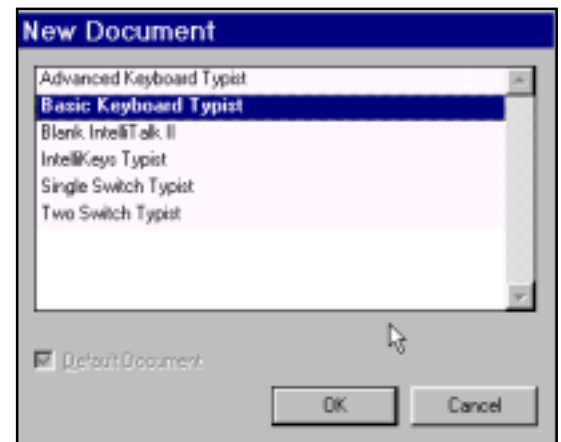 New Document
Advanced Keyboard Typist
Basic Keyboard Typist
Blank IntelliTalk II
IntelliKeys Typist
Single Switch Typist
Two Switch Typist
Default Document
OK
Cancel